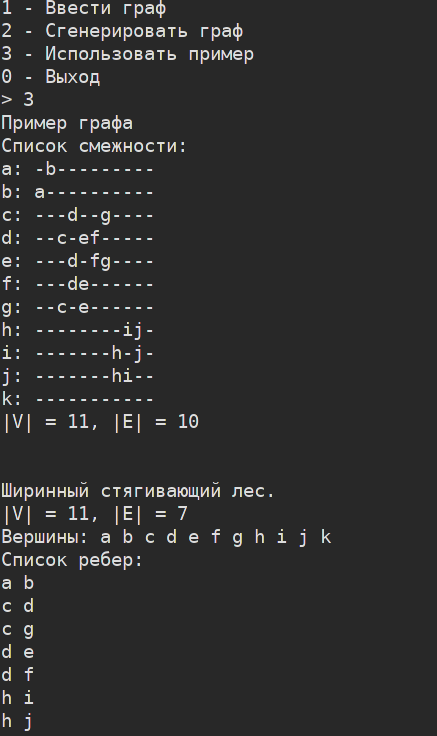 1 - Ввести граф
2 - Сгенерировать граф
3 - Использовать пример
0 - Выход
> 3
Пример графа
Список смежности:
a: -b---------
b: a----------
c: ---d--g----
d: --c-ef-----
e: ---d-fg----
f: ---de------
g: --c-e------
h: --------ij-
i: -------h-j-
j: -------hi--
k: -----------
|V| = 11, |E| = 10
Ширинный стягивающий лес.
|V| = 11, |E| = 7
Вершины: a b c d e f g h i j k
Список ребер:
a b
c d
c g
d e
d f
h i
h j